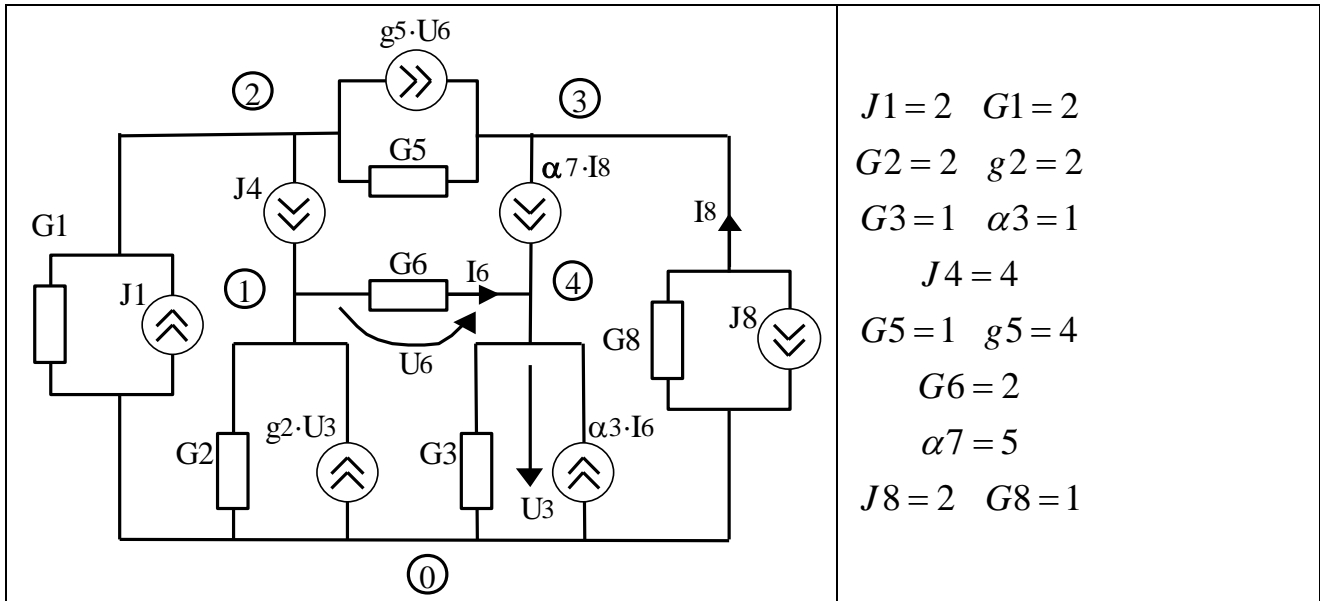 g5·U6
②
③
G5
α7·I8
J4
I8
G1
G6
I6
①
④
J1
J8
G8
U6
g2·U3
α3·I6
G2
G3
U3
⓪
J1 = 2 G1 = 2
G2 = 2 g2 = 2
G3 = 1 α3 = 1
J4 = 4
G5 = 1 g5 = 4
G6 = 2
α7 = 5
J8 = 2 G8 = 1